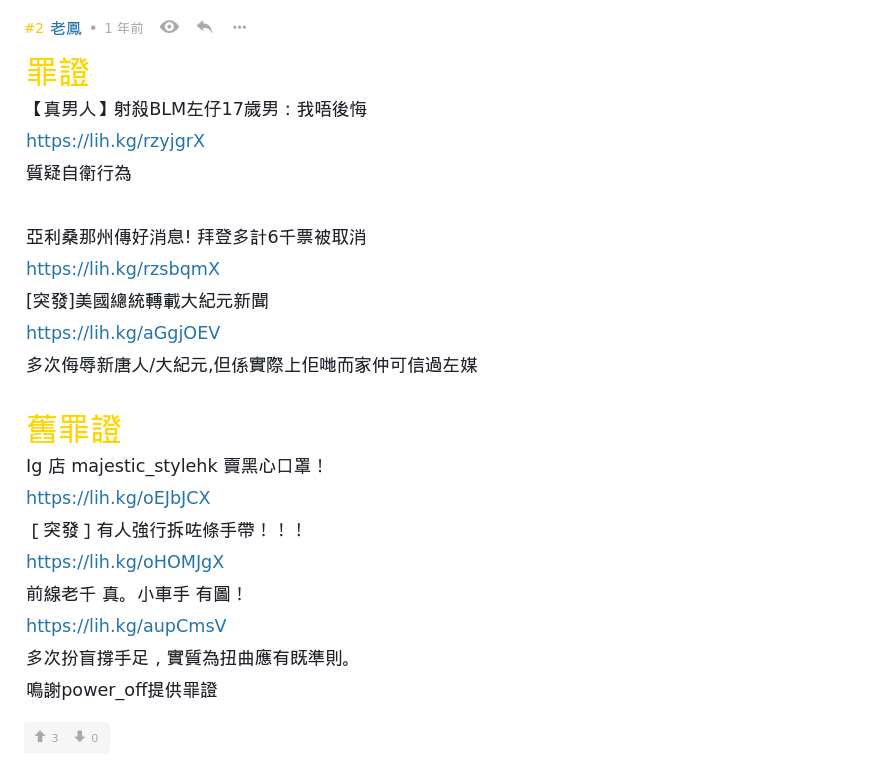 #2 老鳳 • 1 年前
罪證
【真男人】射殺BLM左仔17歲男：我唔後悔
https://lih.kg/rzyjgrX
質疑自衛行為
亞利桑那州傳好消息! 拜登多計6千票被取消
https://lih.kg/rzsbqmX
[突發]美國總統轉載大紀元新聞
https://lih.kg/aGgjOEV
多次侮辱新唐人/大紀元,但係實際上佢哋而家仲可信過左媒
舊罪證
Ig 店 majestic_stylehk 賣黑心口罩！
https://lih.kg/oEJbJCX
［突發］有人強行拆咗條手帶！！！
https://lih.kg/oHOMJgX
前線老千 真。小車手 有圖！
https://lih.kg/aupCmsV
多次扮盲撐手足，實質為扭曲應有既準則。
鳴謝power_off提供罪證
3 0